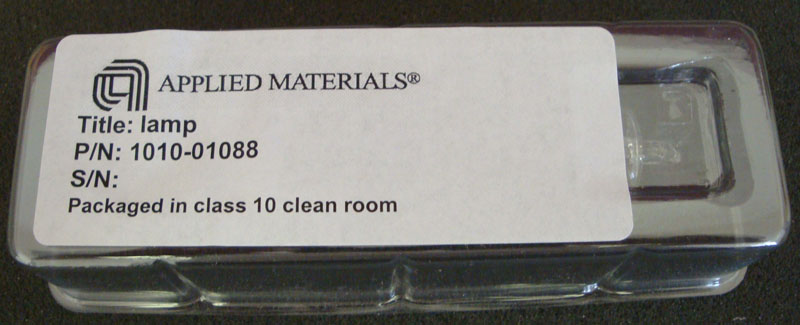 APPLIED MATERIALS®
Title: lamp
P/N: 1010-01088
S/N:
Packaged in class 10 clean room